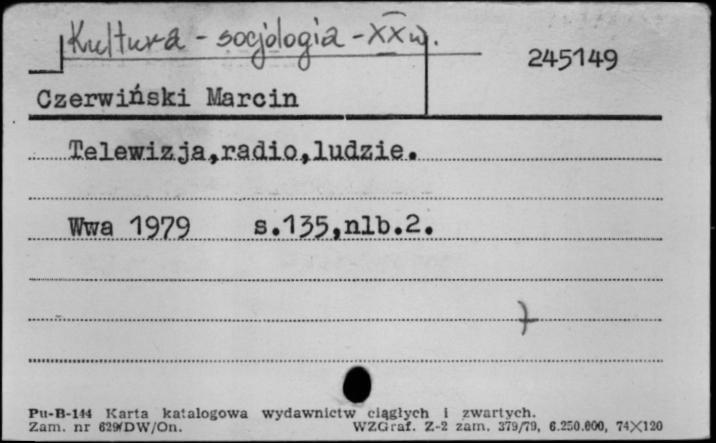 Kultura - socjologia - XX w.
245149
Czerwiński Marcin
Telewizja,radio,ludzie.
Wwa 1979 s.135,nlb.2.
Pu-B-144 Karta katalogowa wydawnictw ciągłych i zwartych.
Zam. nr 629/DW/On. WZGraf. Z-2 zam. 379/79, 6.250.000, 74X120